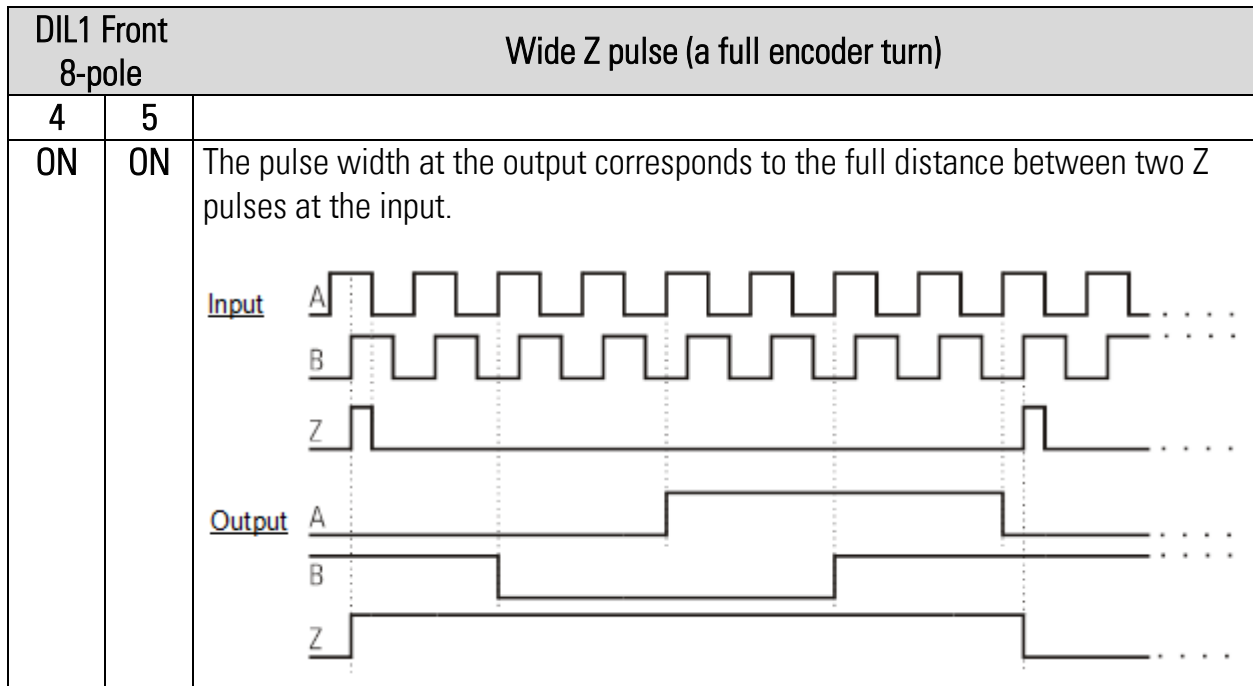 DIL1 Front
8-pole
Wide Z pulse (a full encoder turn)
4 5
ON ON The pulse width at the output corresponds to the full distance between two Z
pulses at the input.
Input A
B
Z
Output A
B
Z